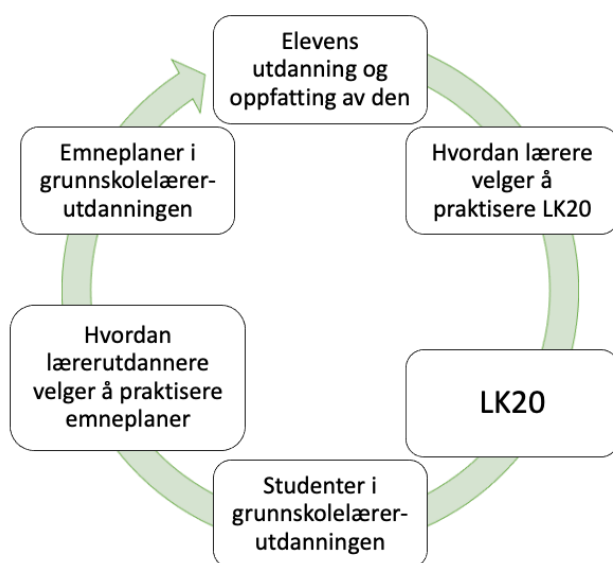 Elevens
utdanning og
oppfatting av den
Hvordan lærere
velger å
praktisere LK20
LK20
Studenter i
grunnskolelærer-
utdanningen
Hvordan
lærerutdannere
velger å praktisere
emneplaner
Emneplaner i
grunnskolelærer-
utdanningen